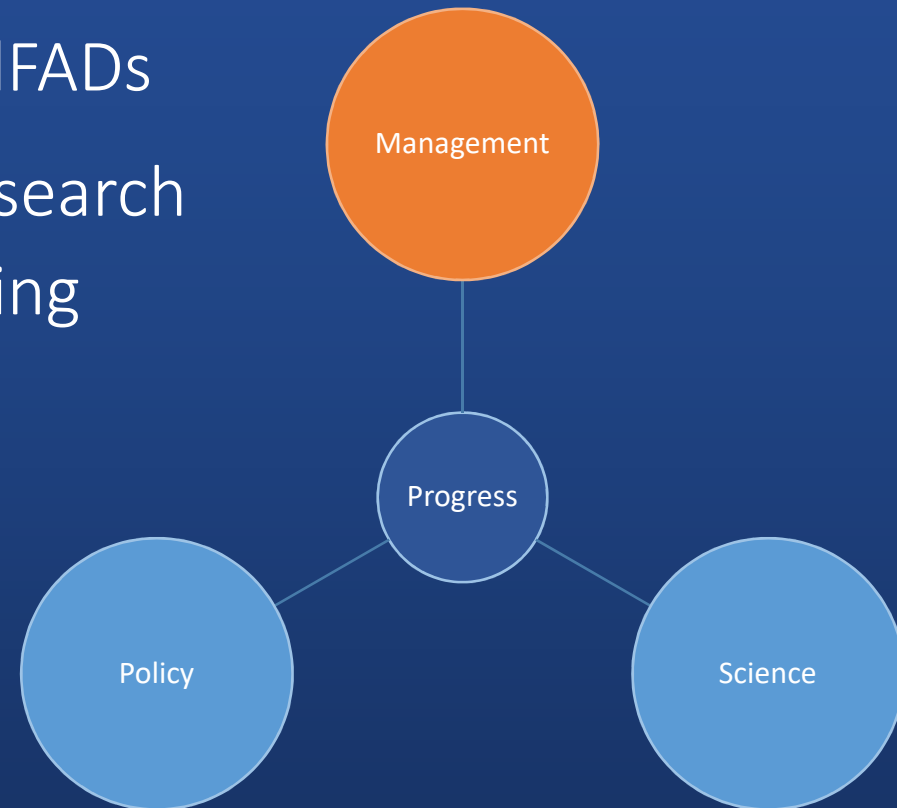 FADs
search
ing
Management
Progress
Policy
Science